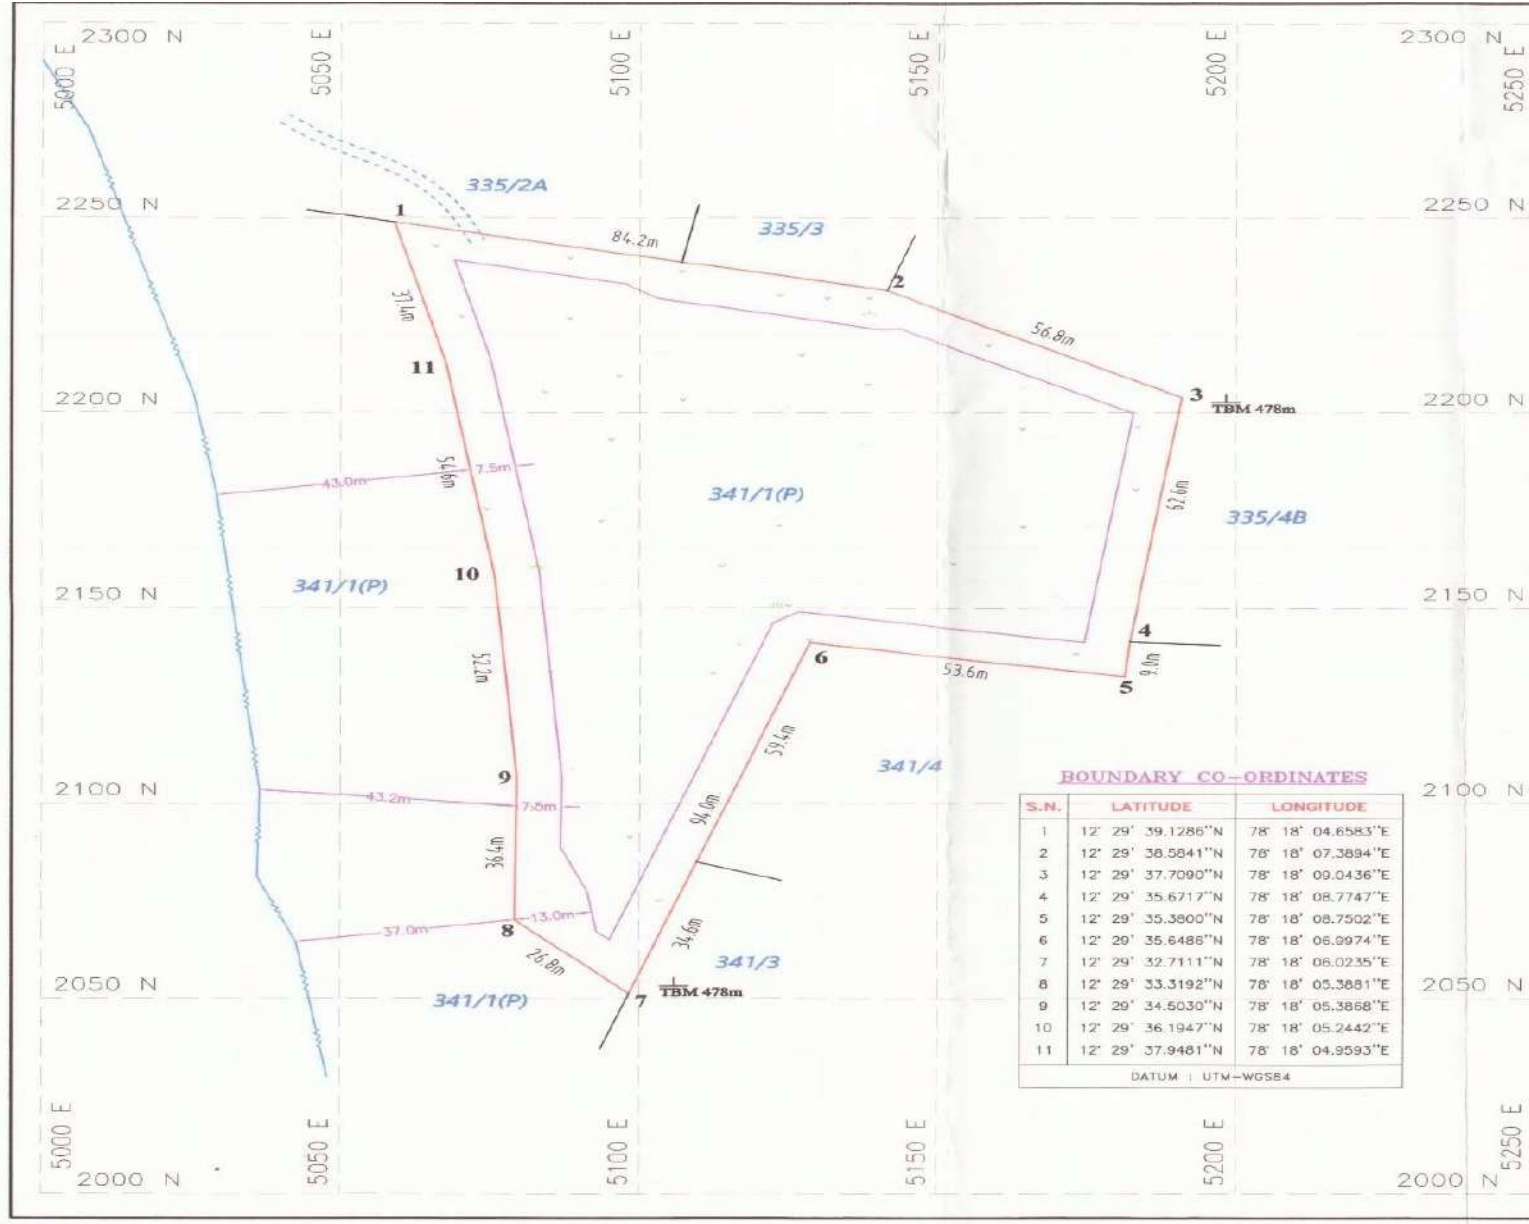 2300 N
2300 N
5000 E
5050 E
5100 E
5150 E
5200 E
5250 E
335/2A
2250 N
1
335/3
2250 N
84.2m
2
37.4m
56.8m
11
3
TBM 478m
2200 N
2200 N
54.6m
7.5m
43.0m
341/1(P)
62.6m
335/4B
10
341/1(P)
2150 N
2150 N
4
6
52.2m
53.6m
9.0m
5
59.4m
341/4
9
2100 N
2100 N
43.2m
7.5m
94.0m
36.4m
BOUNDARY CO-ORDINATES
S.N. LATITUDE LONGITUDE
1 12° 29' 39.1286"N 78° 18' 04.6583"E
2 12° 29' 38.5841"N 78° 18' 07.3894"E
3 12° 29' 37.7090"N 78° 18' 09.0436"E
4 12° 29' 35.6717"N 78° 18' 08.7747"E
5 12° 29' 35.3800"N 78° 18' 08.7502"E
6 12° 29' 35.6486"N 78° 18' 06.9974"E
7 12° 29' 32.7111"N 78° 18' 06.0235"E
8 12° 29' 33.3192"N 78° 18' 05.3881"E
9 12° 29' 34.5030"N 78° 18' 05.3868"E
10 12° 29' 36.1947"N 78° 18' 05.2442"E
11 12° 29' 37.9481"N 78° 18' 04.9593"E
DATUM : UTM-WGS84
13.0m
37.0m
8
34.6m
26.8m
341/3
7
TBM 478m
341/1(P)
2050 N
2050 N
5000 E
5050 E
5100 E
5150 E
5200 E
5250 E
2000 N
2000 N